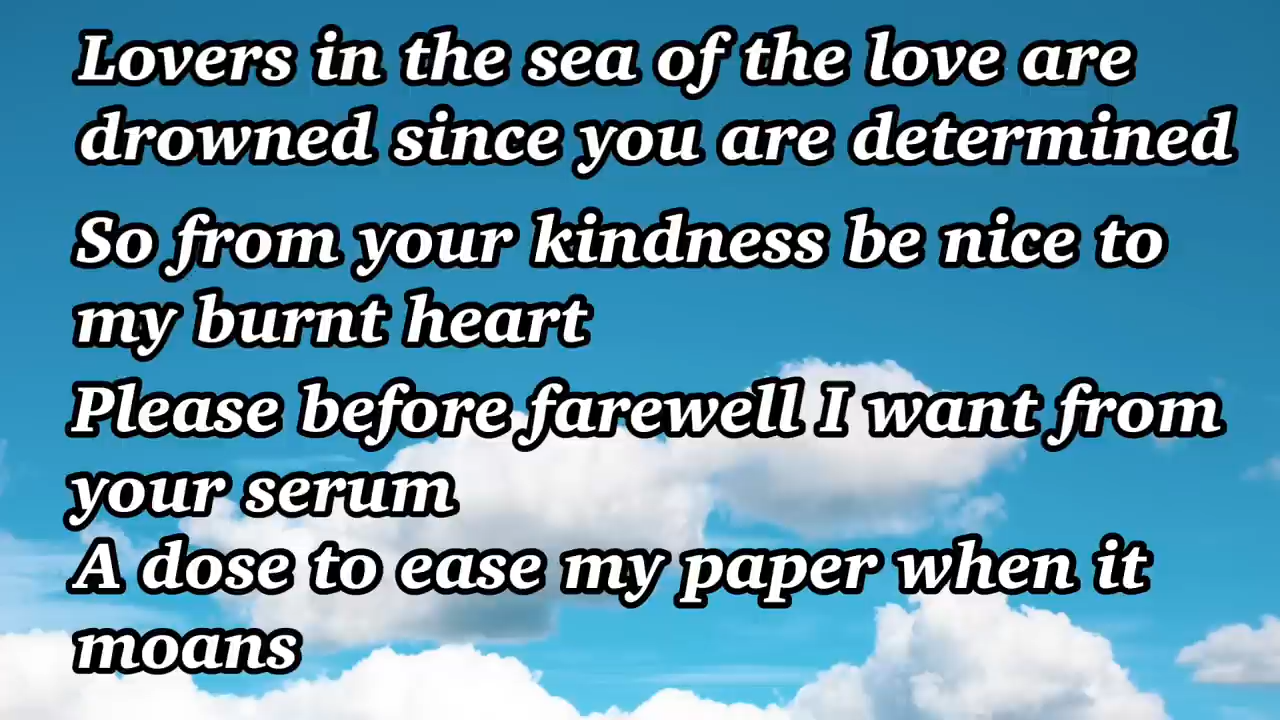 Lovers in the sea of the love are
drowned since you are determined
So from your kindness be nice to
my burnt heart
Please before farewell I want from
your serum
A dose to ease my paper when it
moans